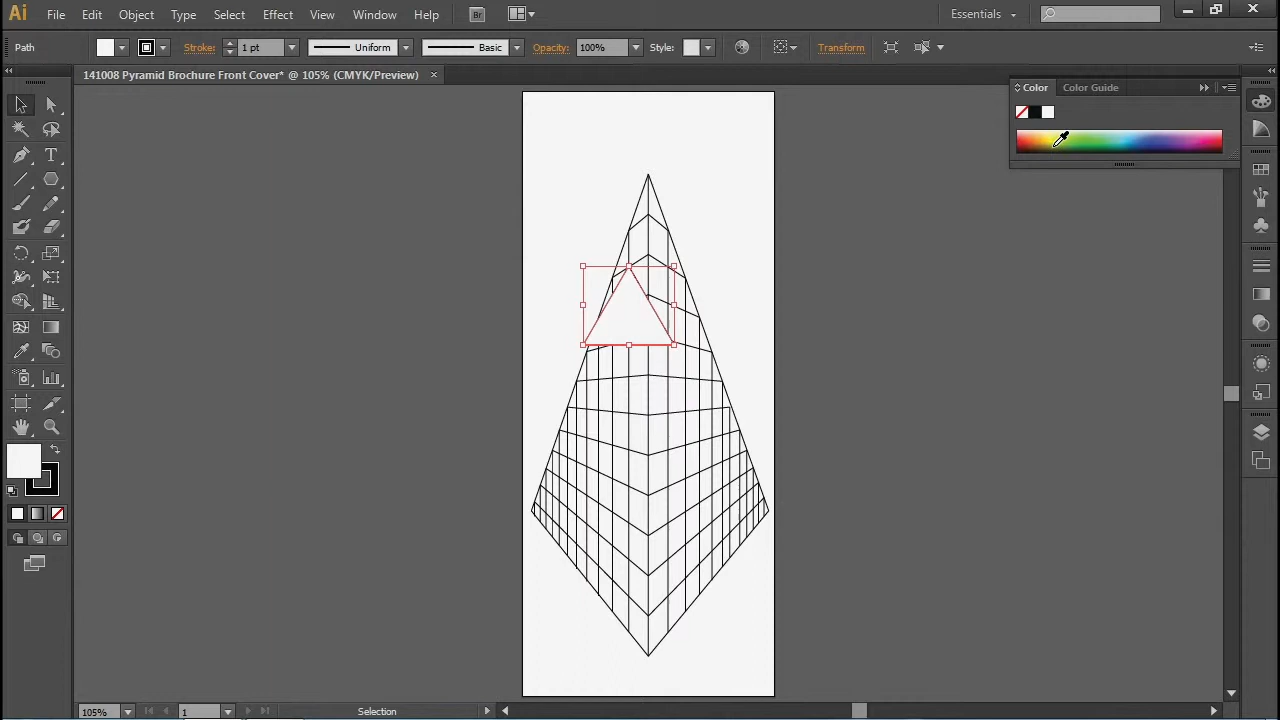 Ai File Edit Object Type Select Effect View Window Help Br Essentials
Path Stroke: 1 pt Uniform Basic Opacity: 100% Style: Transform
141008 Pyramid Brochure Front Cover* @ 105% (CMYK/Preview) ×
Color Color Guide
T
105% 1 Selection